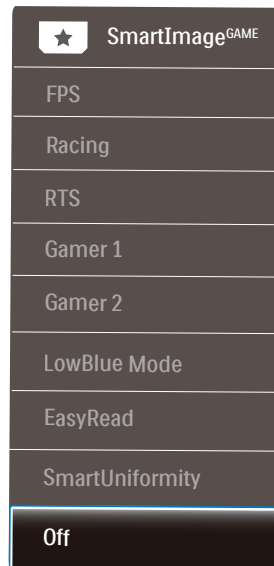 SmartImageGAME
FPS
Racing
RTS
Gamer 1
Gamer 2
LowBlue Mode
EasyRead
SmartUniformity
Off